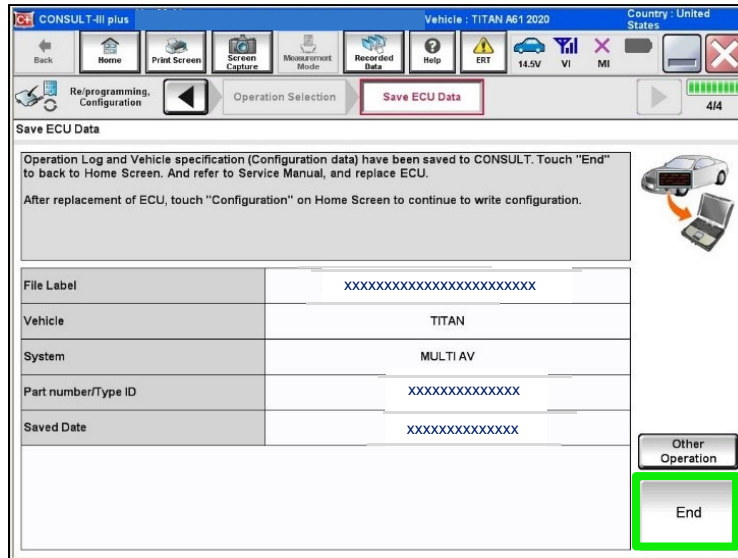 CONSULT-III plus
Vehicle : TITAN A61 2020
Country : United States
Back
Home
Print Screen
Screen Capture
Measurement Mode
Recorded Data
Help
ERT
14.5V
VI
MI
Re/programming, Configuration
Operation Selection
Save ECU Data
4/4
Save ECU Data
Operation Log and Vehicle specification (Configuration data) have been saved to CONSULT. Touch "End"
to back to Home Screen. And refer to Service Manual, and replace ECU.
After replacement of ECU, touch "Configuration" on Home Screen to continue to write configuration.
File Label
XXXXXXXXXXXXXXXXXXXXXXXX
Vehicle
TITAN
System
MULTI AV
Part number/Type ID
XXXXXXXXXXXXXX
Saved Date
XXXXXXXXXXXXXX
Other
Operation
End